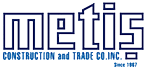 metis
CONSTRUCTION and TRADE CO.INC.
Since 1987